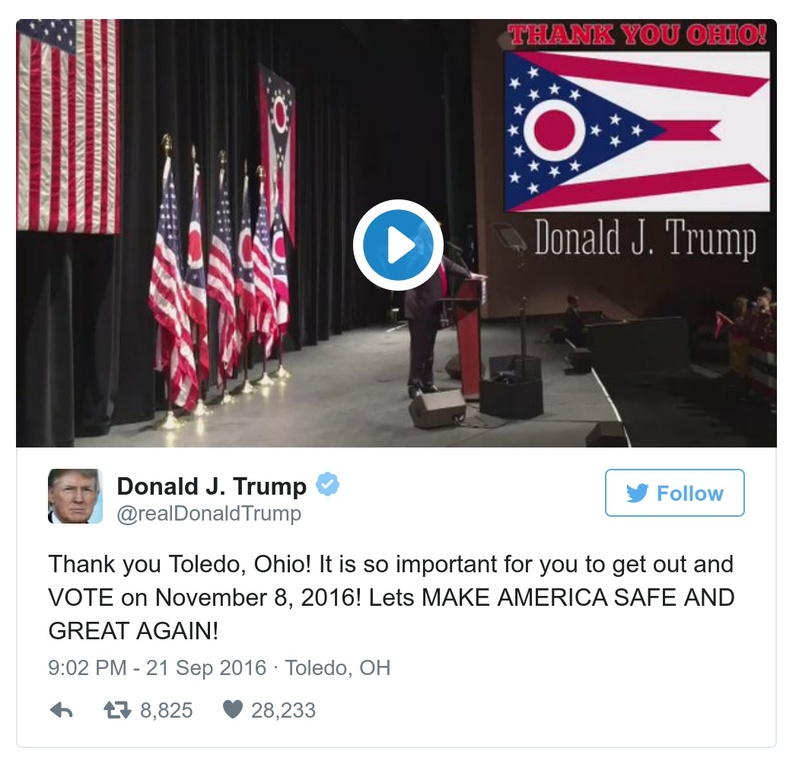 THANK YOU OHIO!
Donald J. Trump
Donald J. Trump
@realDonaldTrump
Follow
Thank you Toledo, Ohio! It is so important for you to get out and
VOTE on November 8, 2016! Lets MAKE AMERICA SAFE AND
GREAT AGAIN!
9:02 PM - 21 Sep 2016 · Toledo, OH
8,825 28,233